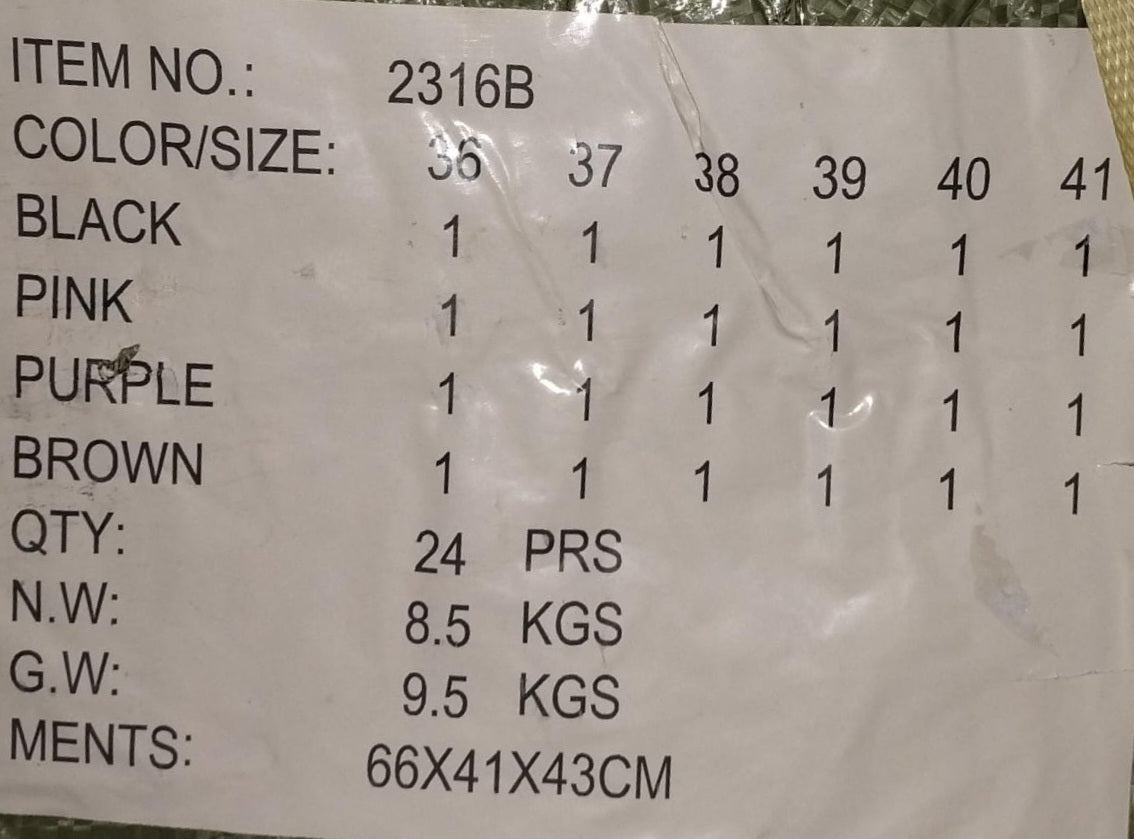 ITEM NO.: 2316B
COLOR/SIZE: 36 37 38 39 40 41
BLACK 1 1 1 1 1 1
PINK 1 1 1 1 1 1
PURPLE 1 1 1 1 1 1
BROWN 1 1 1 1 1 1
QTY: 24 PRS
N.W: 8.5 KGS
G.W: 9.5 KGS
MENTS: 66X41X43CM